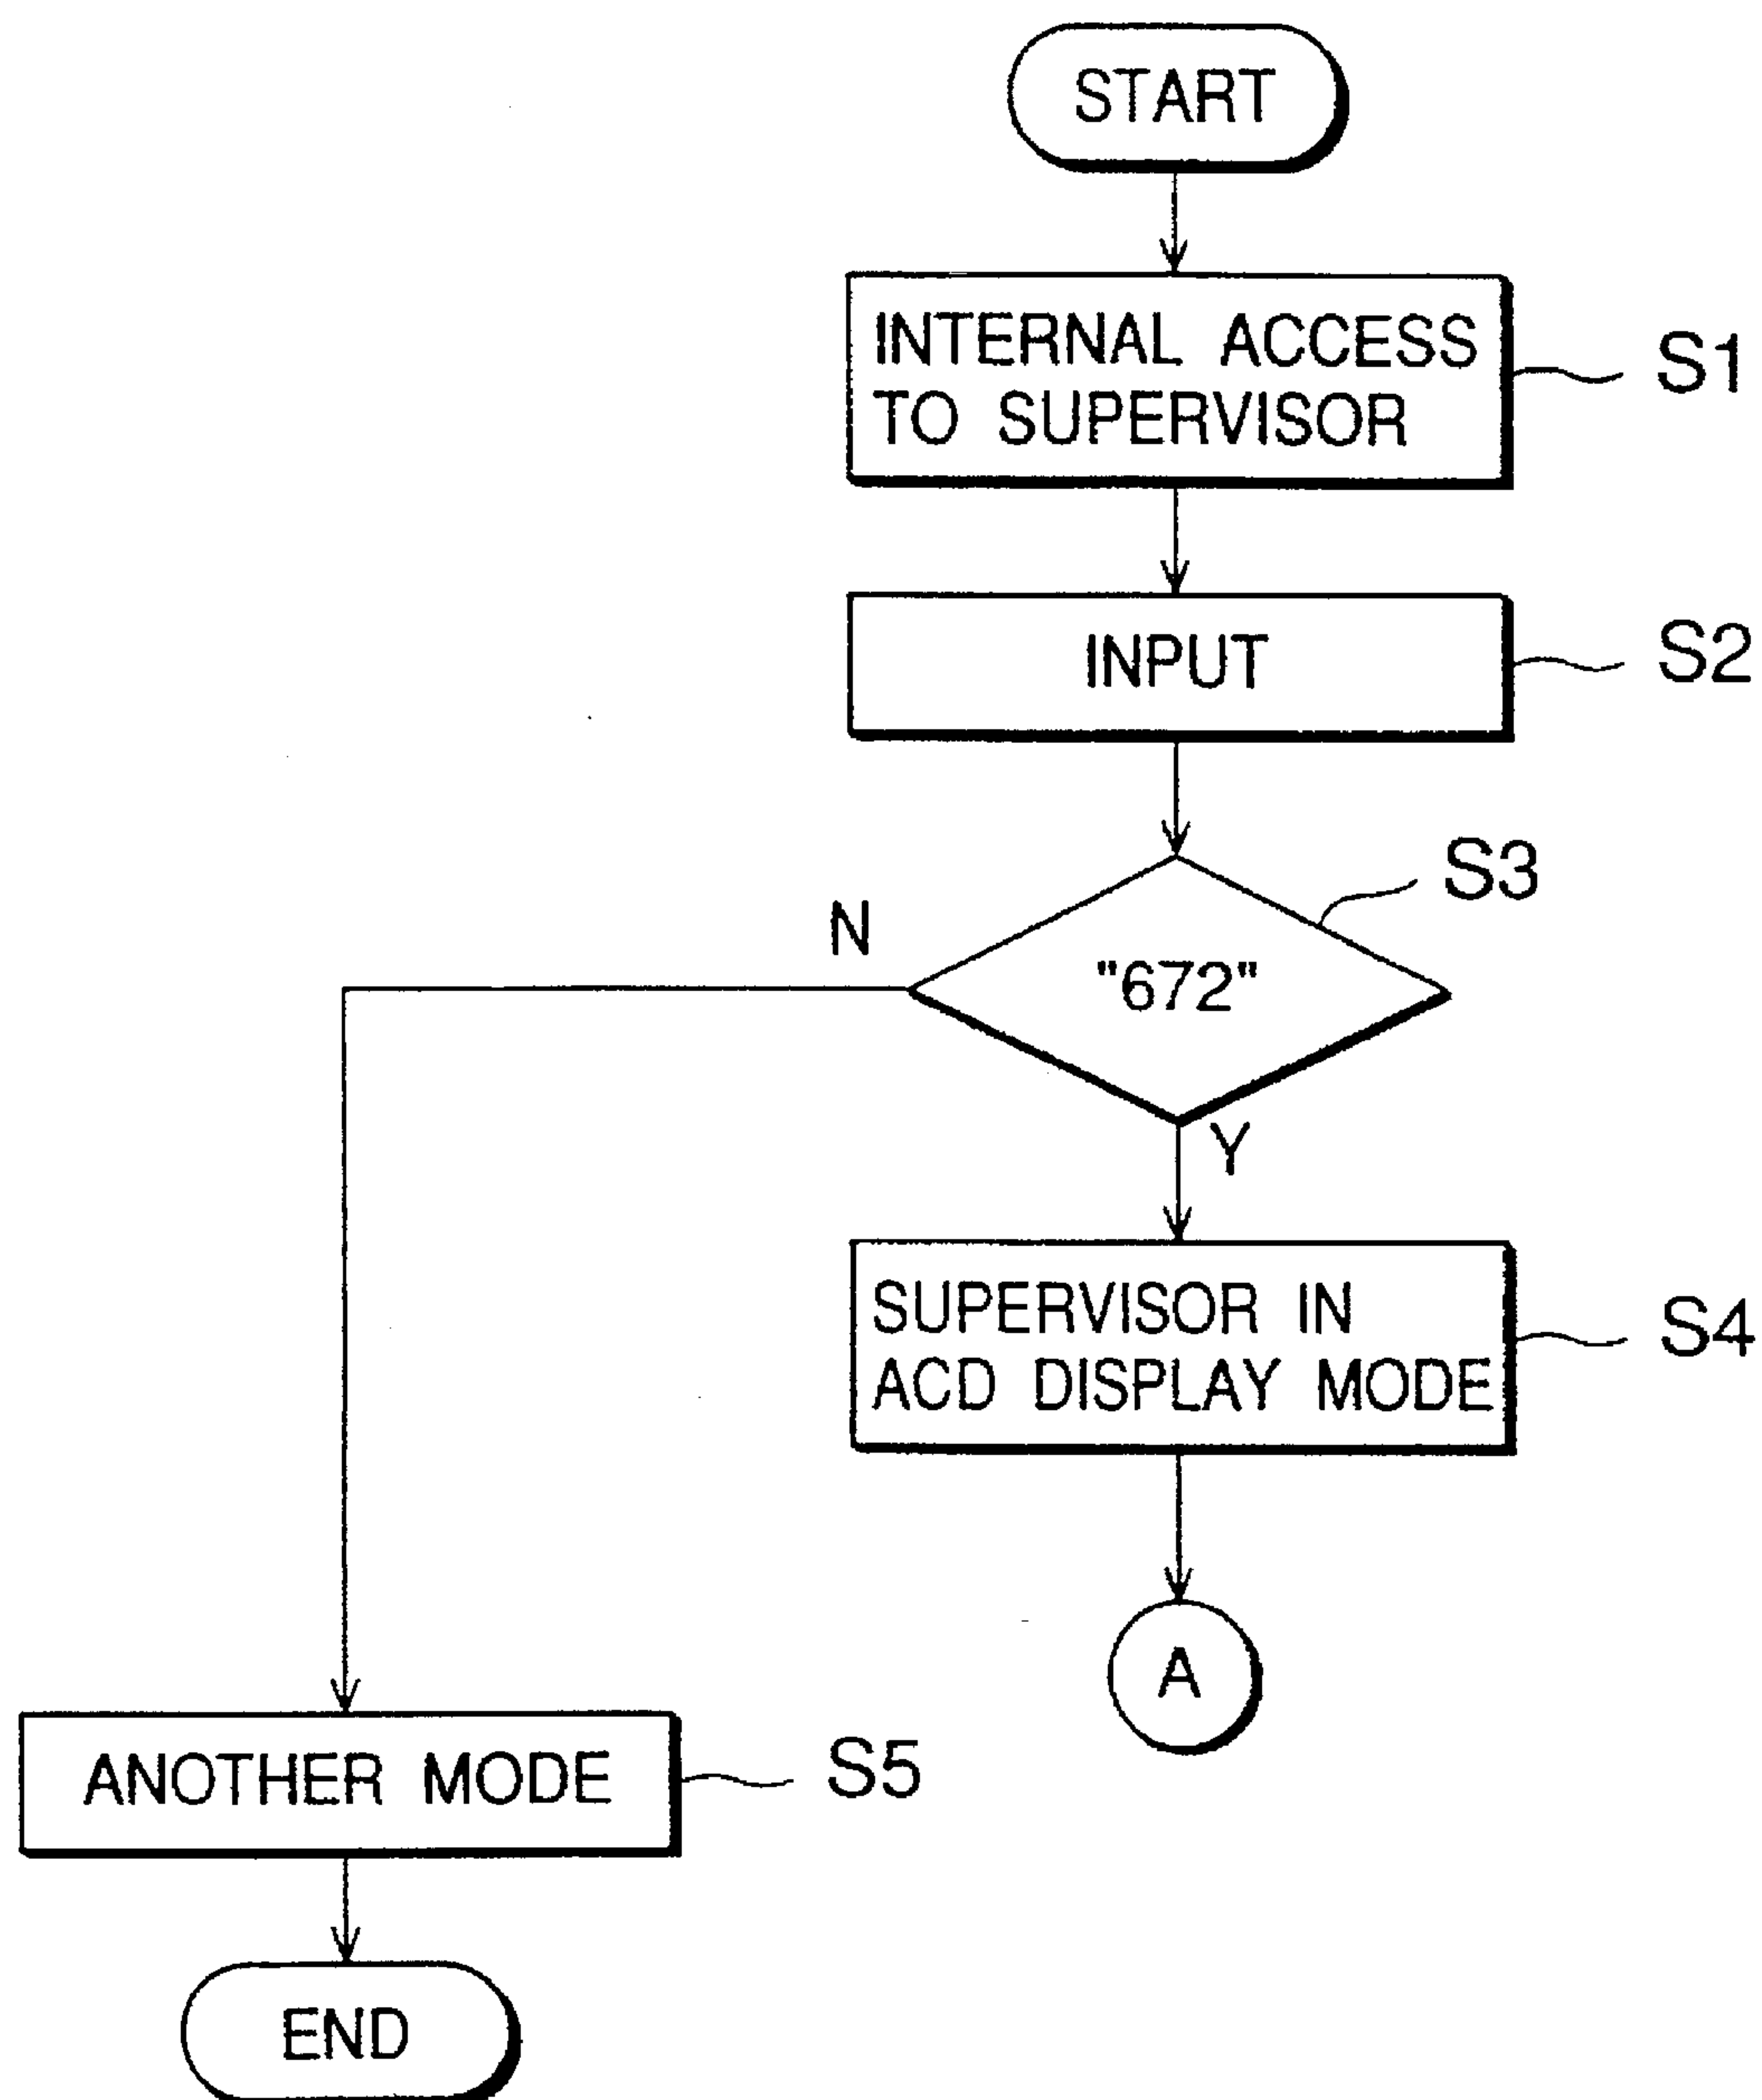 START
INTERNAL ACCESS
TO SUPERVISOR
S1
INPUT
S2
S3
N
"672"
Y
SUPERVISOR IN
ACD DISPLAY MODE
S4
A
ANOTHER MODE
S5
END